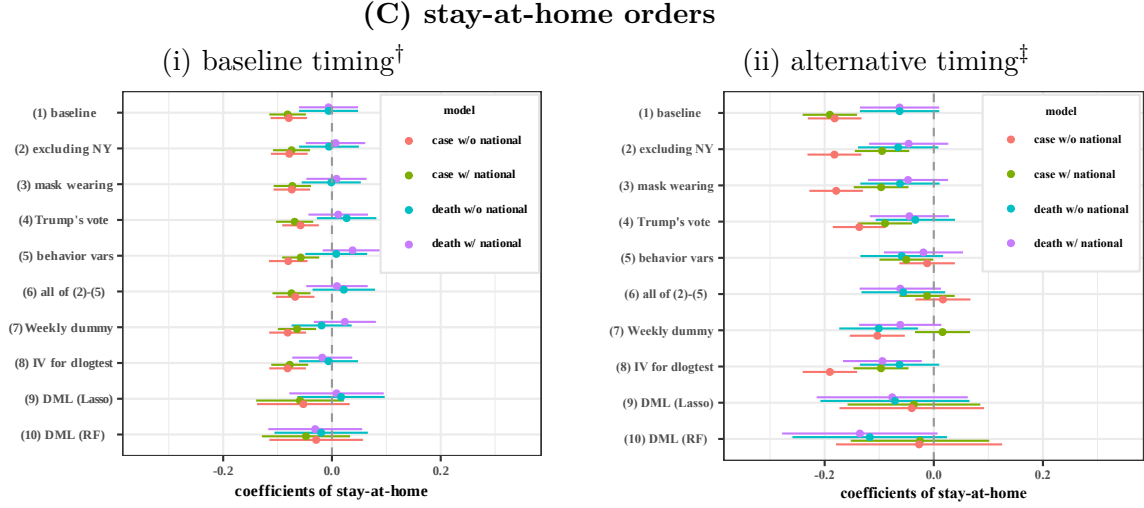 (C) stay-at-home orders
(i) baseline timing†
(1) baseline
(2) excluding NY
(3) mask wearing
(4) Trump's vote
(5) behavior vars
(6) all of (2)-(5)
(7) Weekly dummy
(8) IV for dlogtest
(9) DML (Lasso)
(10) DML (RF)
model
case w/o national
case w/ national
death w/o national
death w/ national
-0.2 0.0 0.2
coefficients of stay-at-home
(ii) alternative timing‡
(1) baseline
(2) excluding NY
(3) mask wearing
(4) Trump's vote
(5) behavior vars
(6) all of (2)-(5)
(7) Weekly dummy
(8) IV for dlogtest
(9) DML (Lasso)
(10) DML (RF)
model
case w/o national
case w/ national
death w/o national
death w/ national
-0.2 0.0 0.2
coefficients of stay-at-home